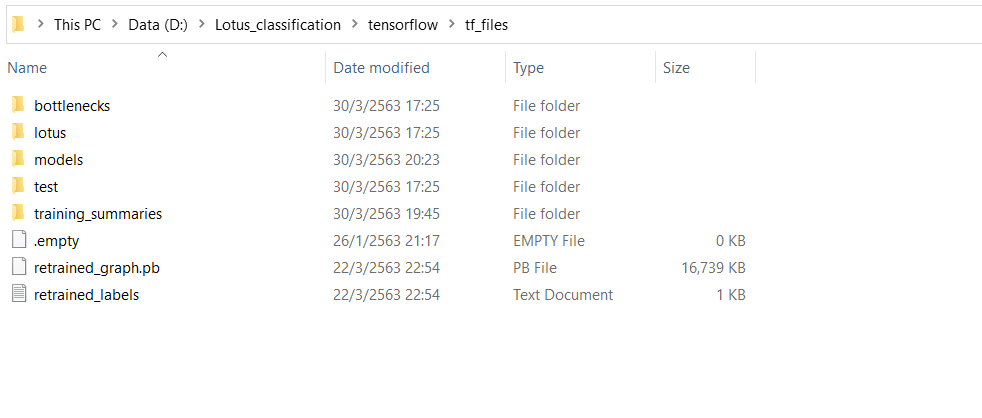 This PC > Data (D:) > Lotus_classification > tensorflow > tf_files
Name Date modified Type Size
bottlenecks 30/3/2563 17:25 File folder
lotus 30/3/2563 17:25 File folder
models 30/3/2563 20:23 File folder
test 30/3/2563 17:25 File folder
training_summaries 30/3/2563 19:45 File folder
.empty 26/1/2563 21:17 EMPTY File 0 KB
retrained_graph.pb 22/3/2563 22:54 PB File 16,739 KB
retrained_labels 22/3/2563 22:54 Text Document 1 KB